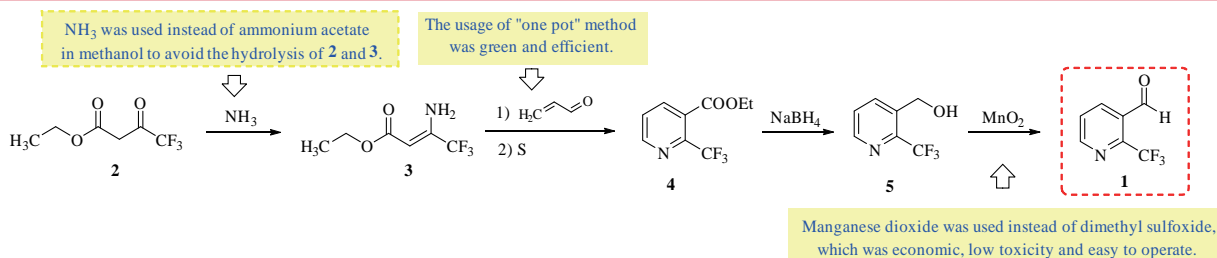 NH3 was used instead of ammonium acetate
in methanol to avoid the hydrolysis of 2 and 3.
The usage of "one pot" method
was green and efficient.
O O
H3C O CF3
2
NH3
O NH2
H3C O CF3
3
1) H2C O
2) S
COOEt
N CF3
4
NaBH4
OH
N CF3
5
MnO2
O
H
N CF3
1
Manganese dioxide was used instead of dimethyl sulfoxide,
which was economic, low toxicity and easy to operate.